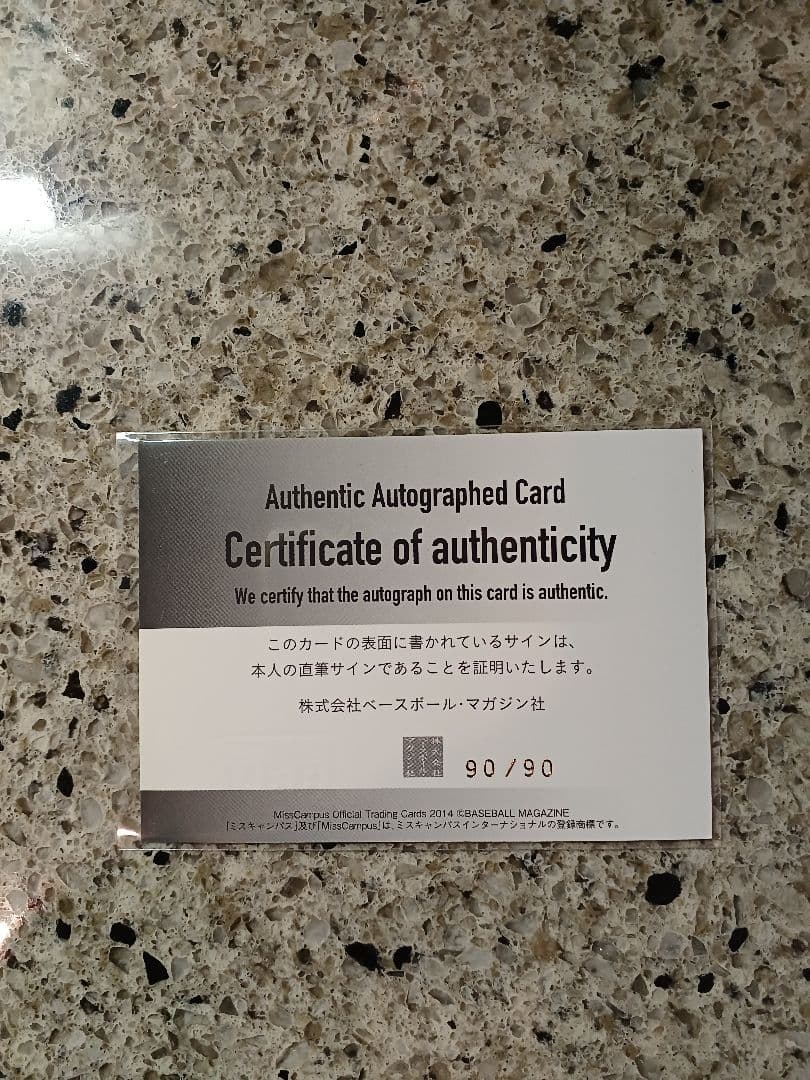 Authentic Autographed Card
Certificate of authenticity
We certify that the autograph on this card is authentic.
このカードの表面に書かれているサインは、
本人の直筆サインであることを証明いたします。
株式会社ベースボール・マガジン社
90/90
MissCampus Official Trading Cards 2014 ©BASEBALL MAGAZINE
「ミスキャンパス」及び「MissCampus」は、ミスキャンパスインターナショナルの登録商標です。